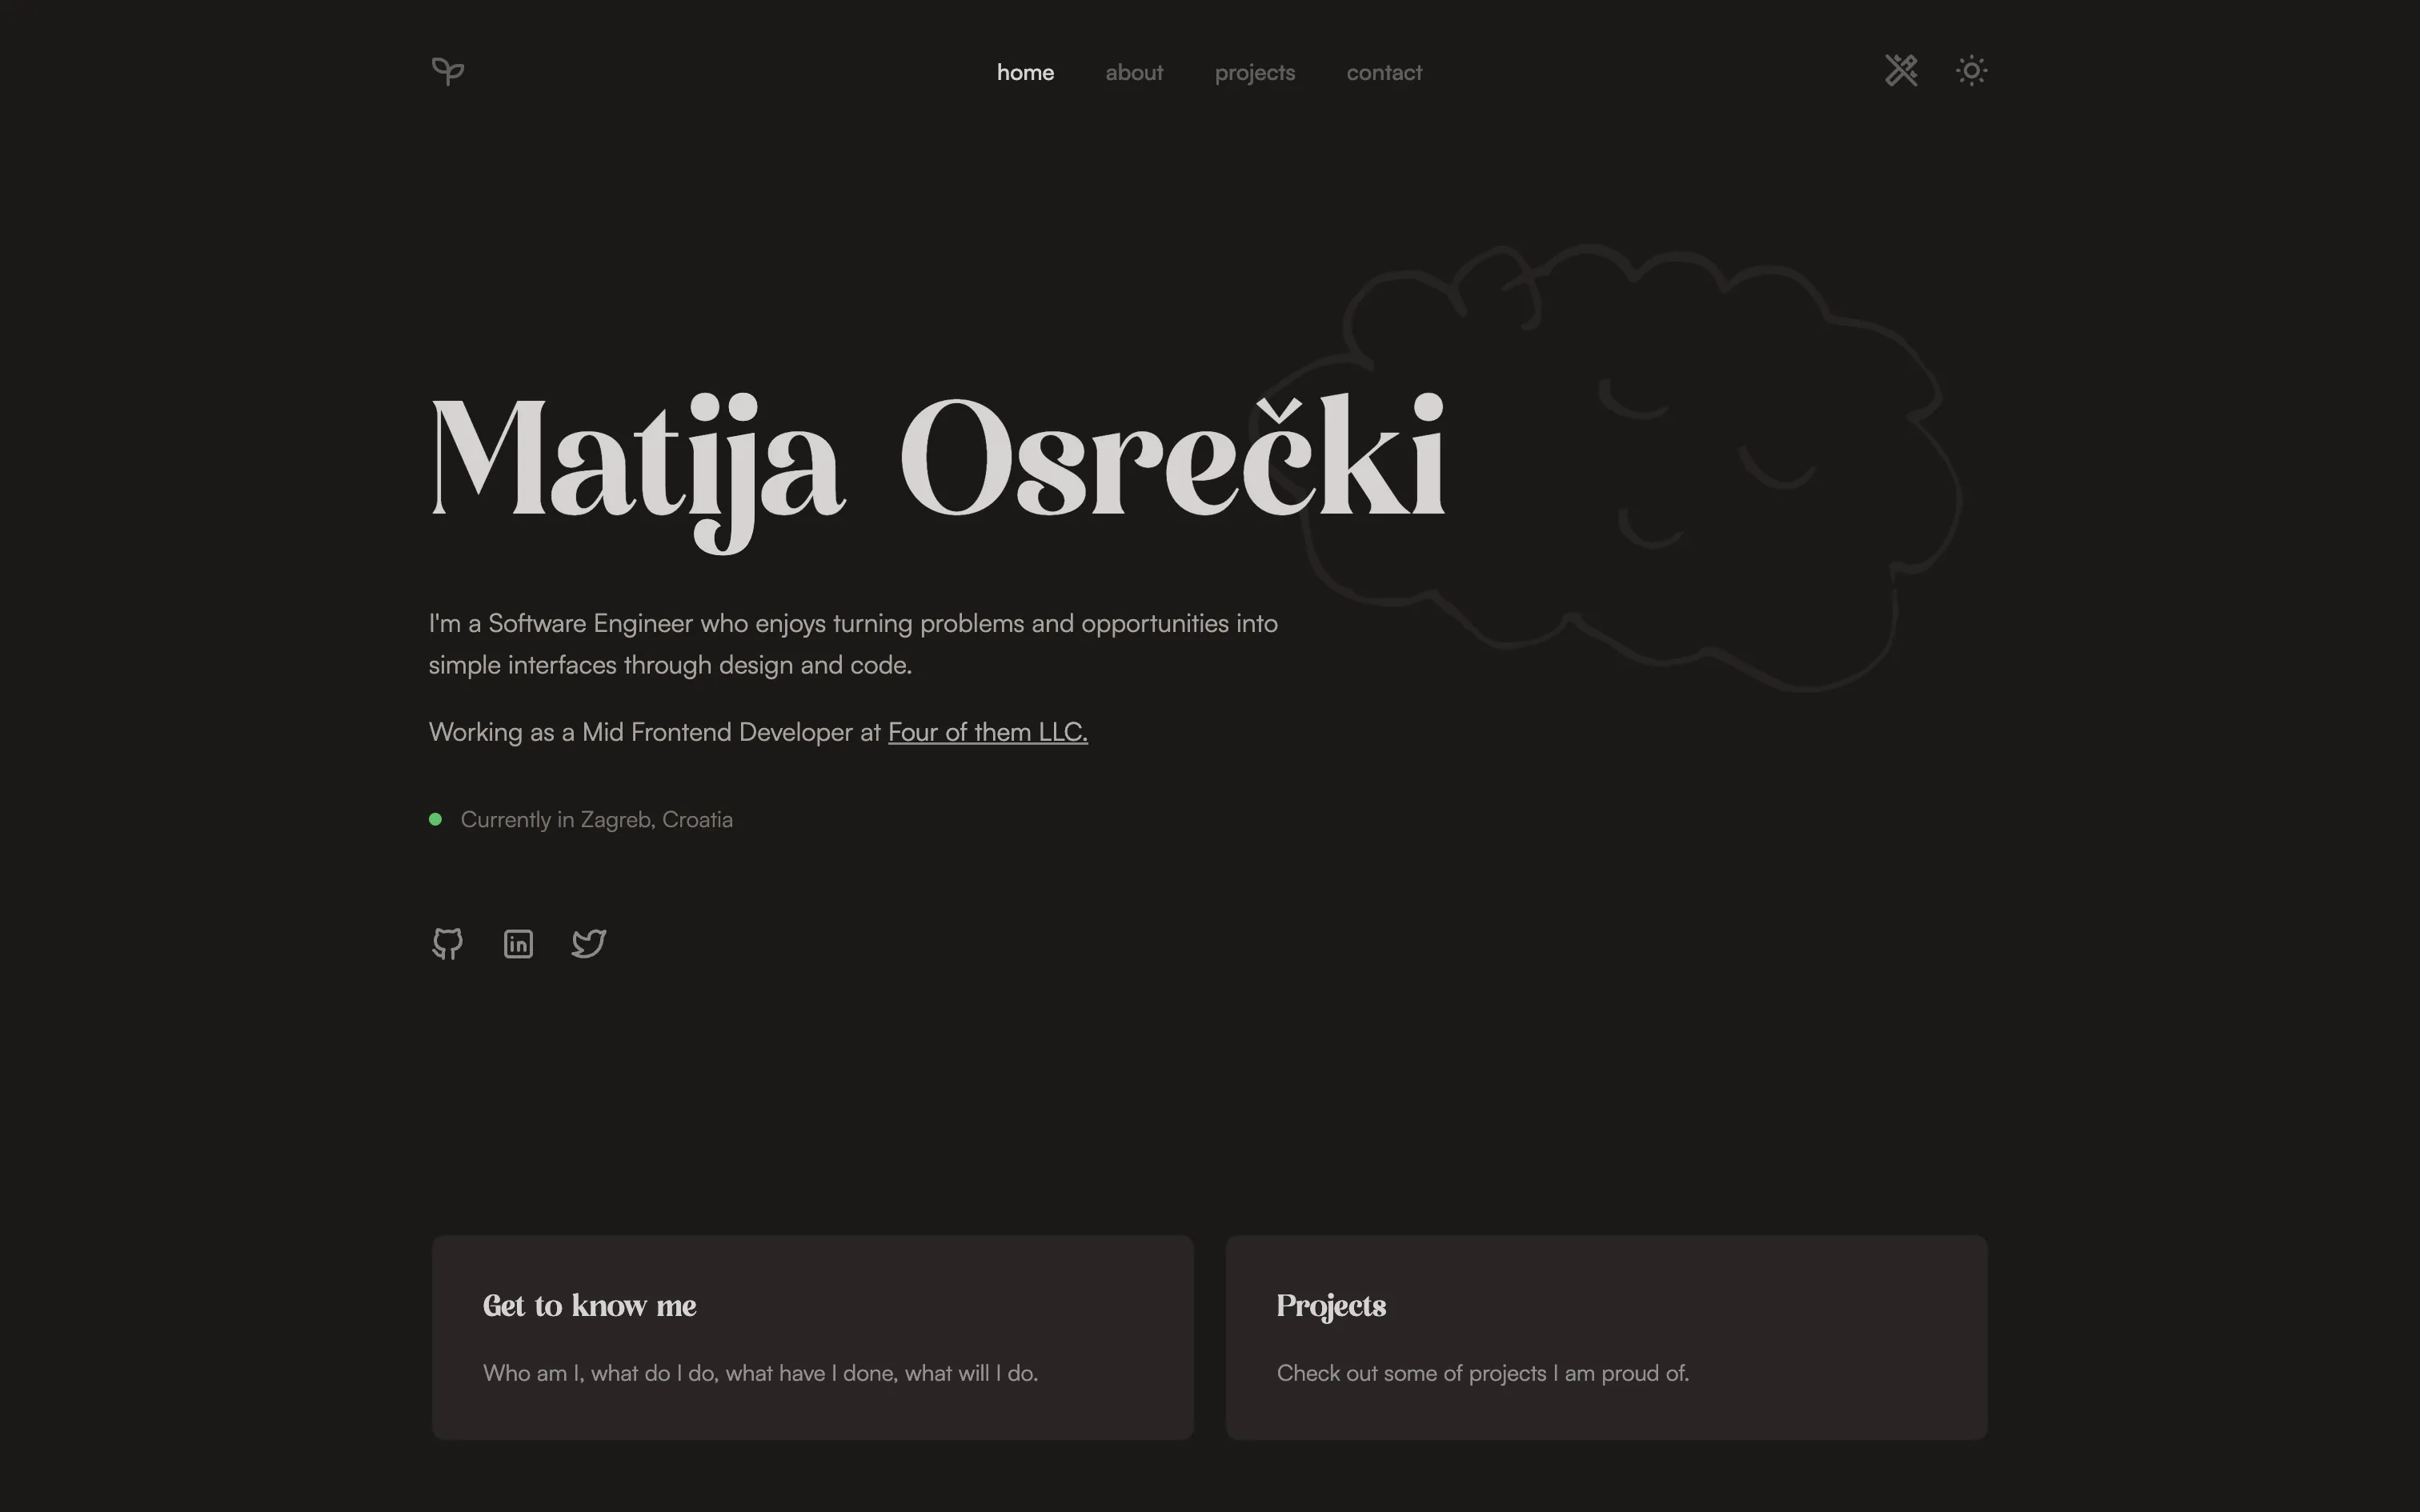 home about projects contact
Matija Osrečki
I'm a Software Engineer who enjoys turning problems and opportunities into
simple interfaces through design and code.
Working as a Mid Frontend Developer at Four of them LLC.
Currently in Zagreb, Croatia
in
Get to know me
Who am I, what do I do, what have I done, what will I do.
Projects
Check out some of projects I am proud of.